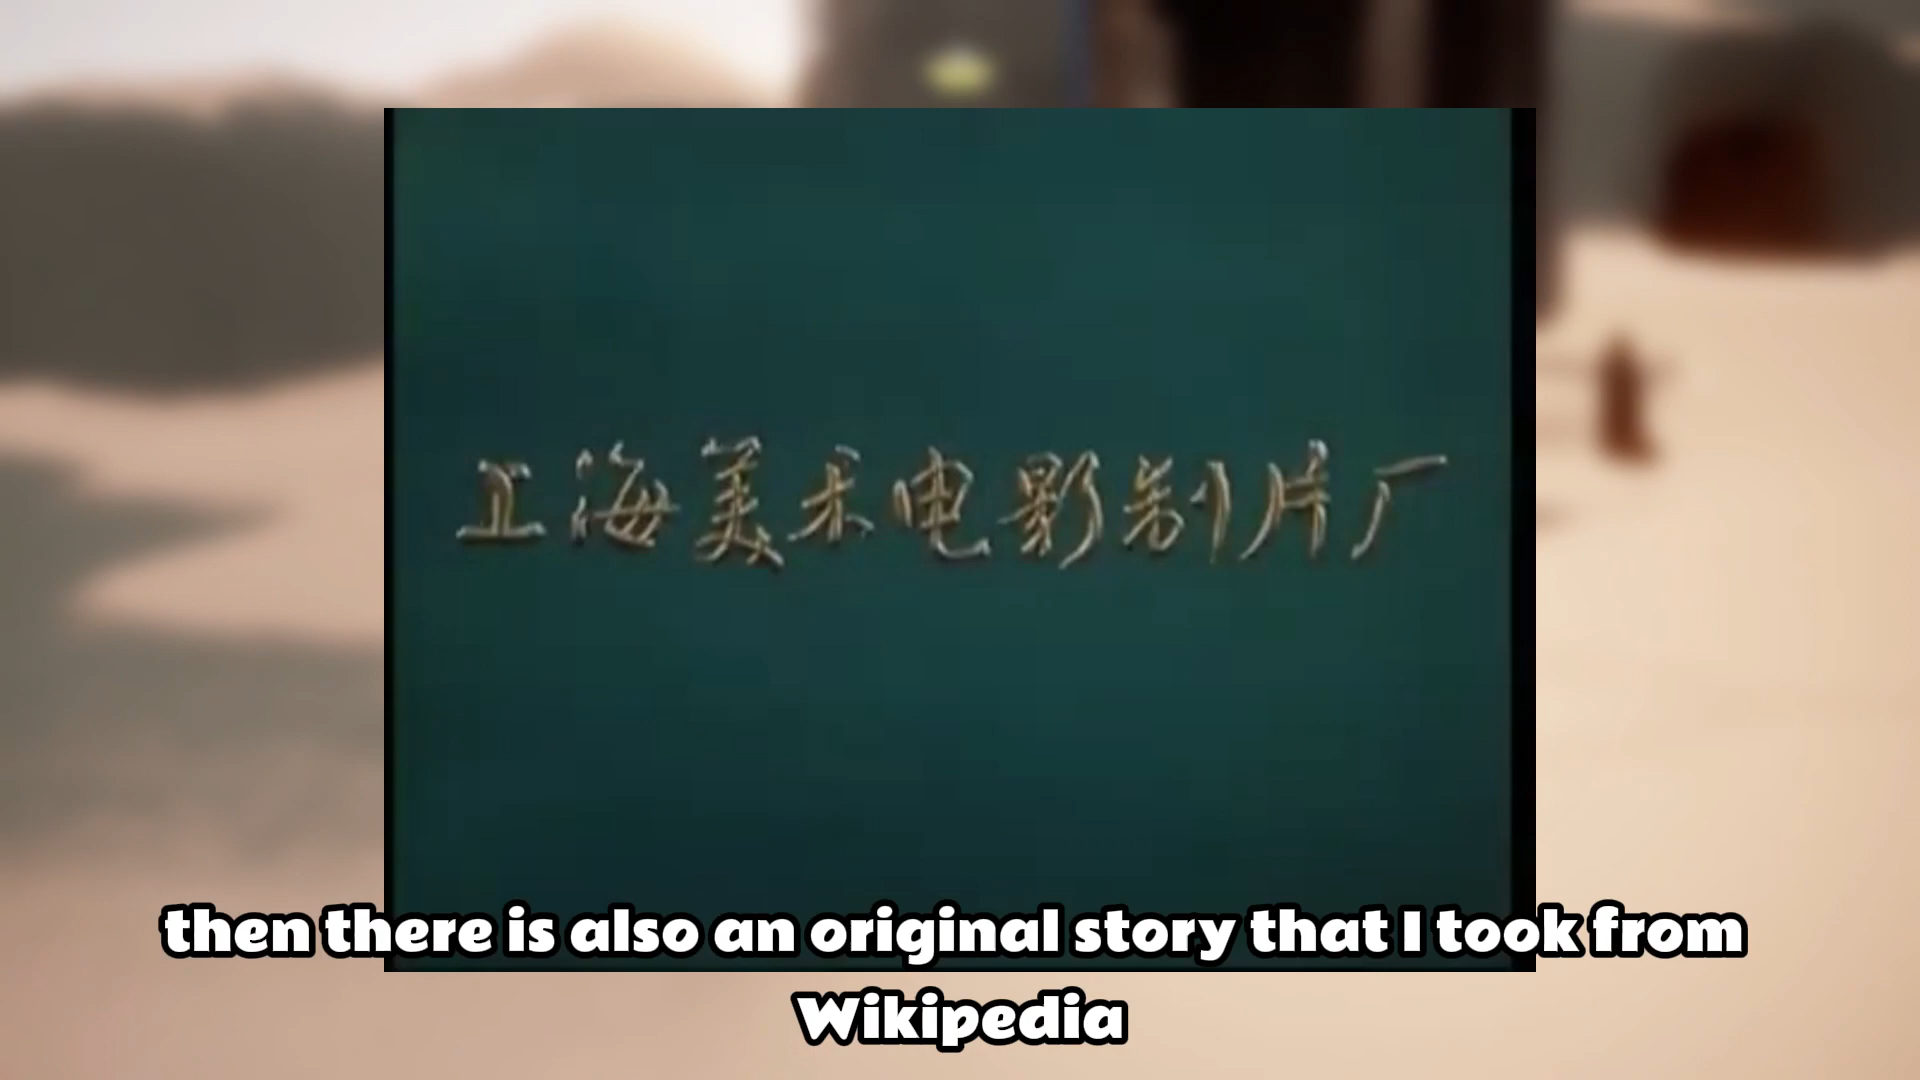 上海美术电影制片厂
then there is also an original story that I took from
Wikipedia